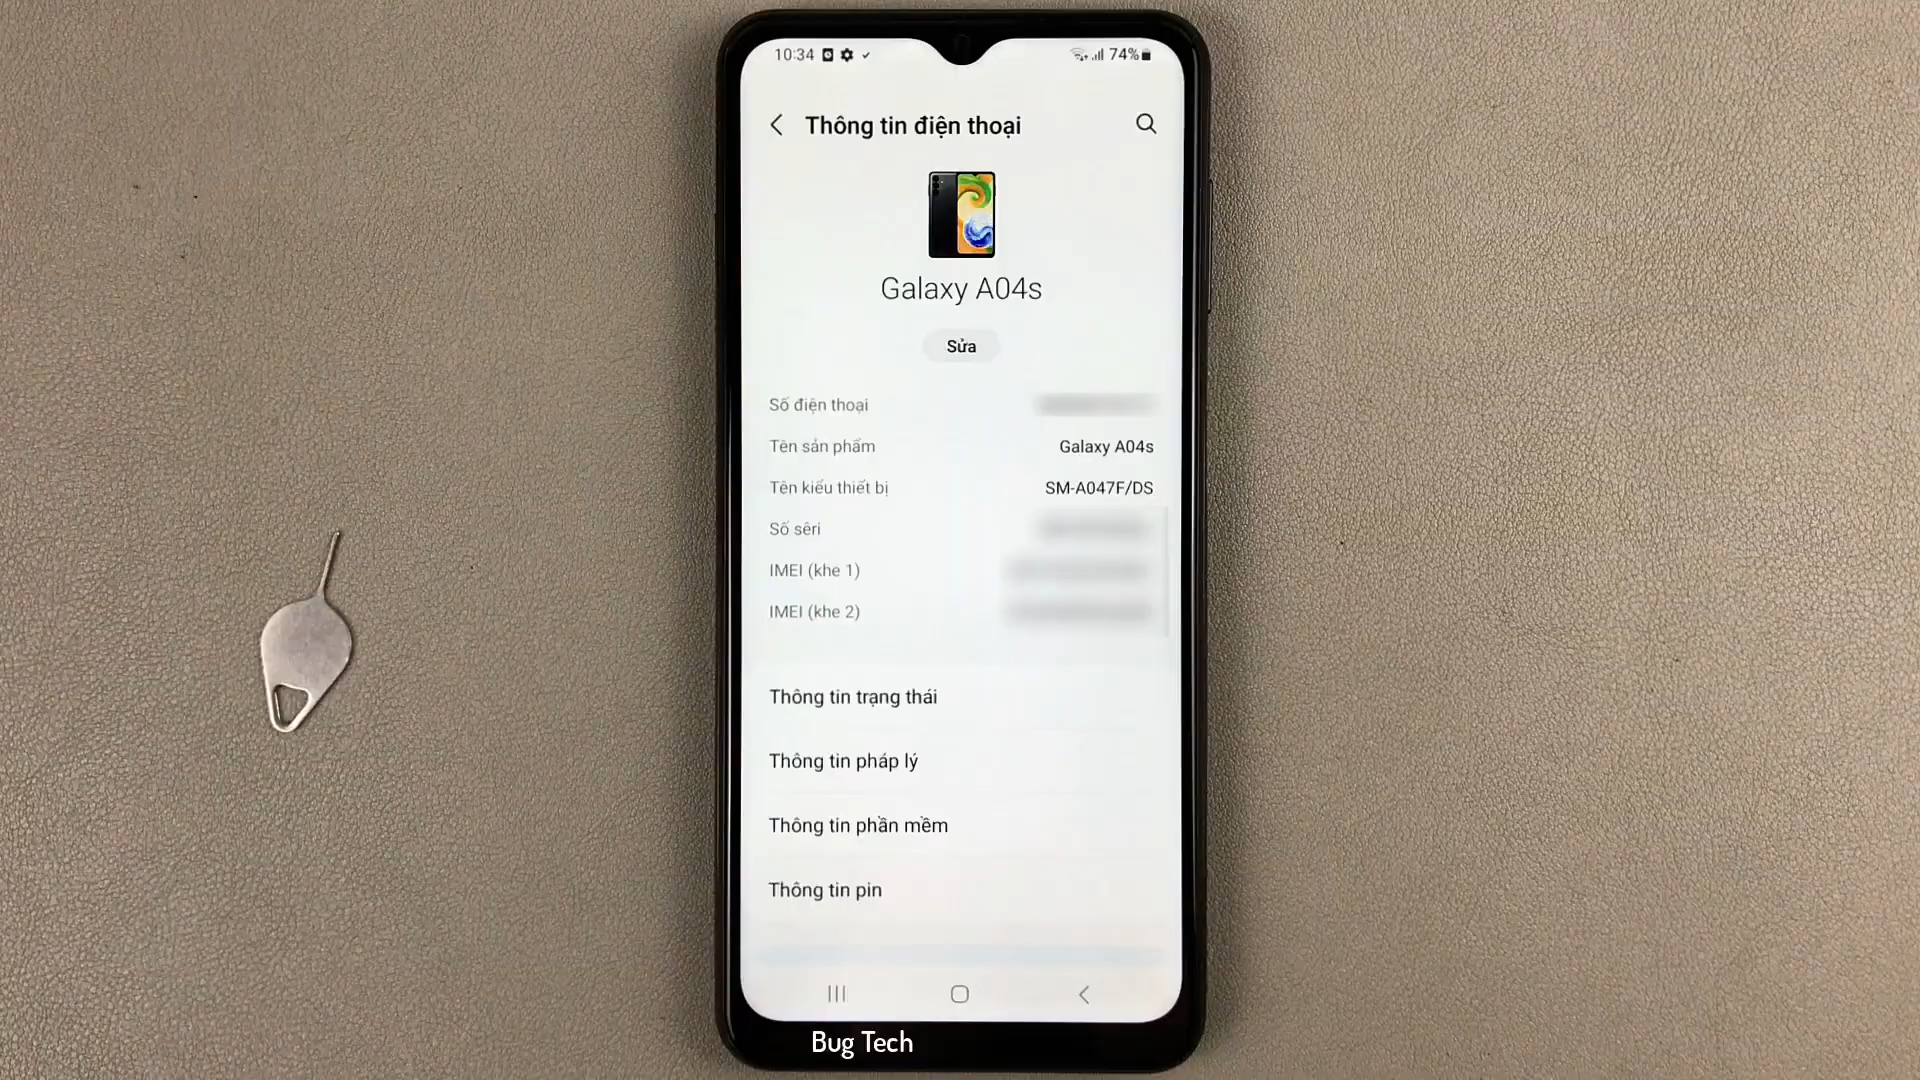 10:34 74%
Thông tin điện thoại
Galaxy A04s
Sửa
Số điện thoại
Tên sản phẩm Galaxy A04s
Tên kiểu thiết bị SM-A047F/DS
Số sêri
IMEI (khe 1)
IMEI (khe 2)
Thông tin trạng thái
Thông tin pháp lý
Thông tin phần mềm
Thông tin pin
Bug Tech